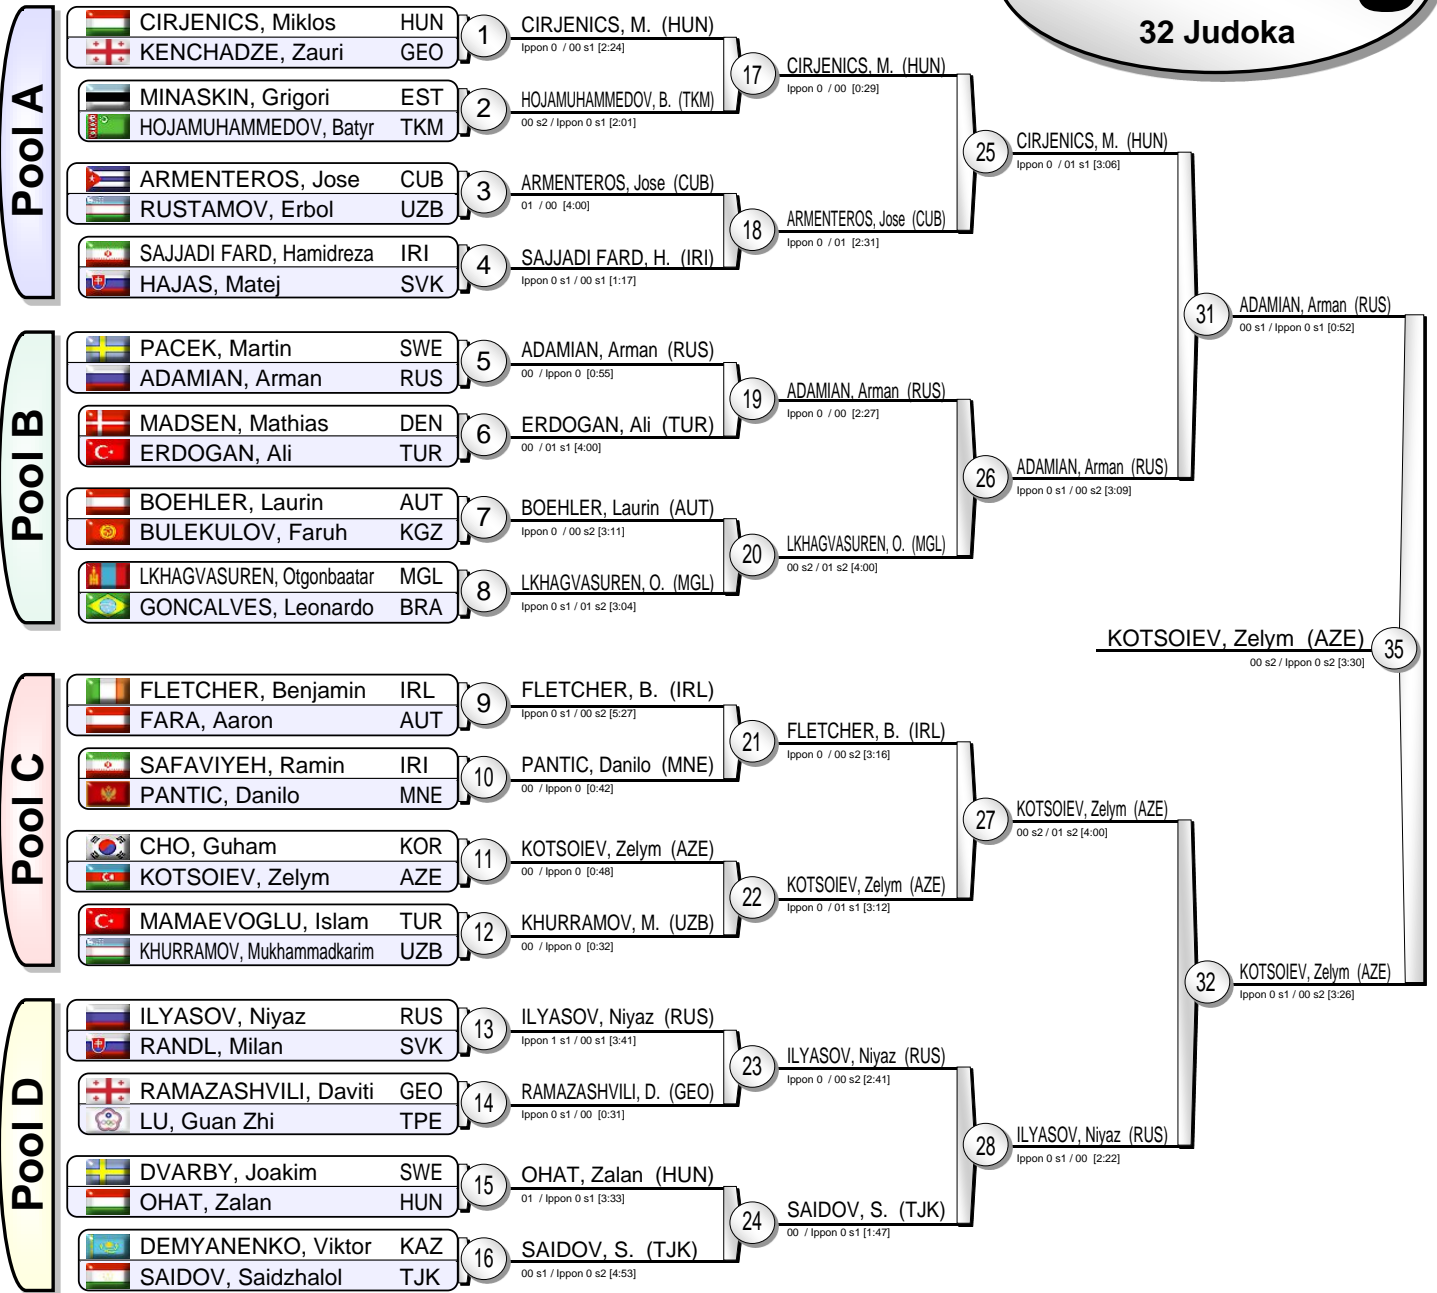 32 Judoka
Pool A
CIRJENICS, Miklos HUN
KENCHADZE, Zauri GEO
1
MINASKIN, Grigori EST
HOJAMUHAMMEDOV, Batyr TKM
2
ARMENTEROS, Jose CUB
RUSTAMOV, Erbol UZB
3
SAJJADI FARD, Hamidreza IRI
HAJAS, Matej SVK
4
Pool B
PACEK, Martin SWE
ADAMIAN, Arman RUS
5
MADSEN, Mathias DEN
ERDOGAN, Ali TUR
6
BOEHLER, Laurin AUT
BULEKULOV, Faruh KGZ
7
LKHAGVASUREN, Otgonbaatar MGL
GONCALVES, Leonardo BRA
8
Pool C
FLETCHER, Benjamin IRL
FARA, Aaron AUT
9
SAFAVIYEH, Ramin IRI
PANTIC, Danilo MNE
10
CHO, Guham KOR
KOTSOIEV, Zelym AZE
11
MAMAEVOGLU, Islam TUR
KHURRAMOV, Mukhammadkarim UZB
12
Pool D
ILYASOV, Niyaz RUS
RANDL, Milan SVK
13
RAMAZASHVILI, Daviti GEO
LU, Guan Zhi TPE
14
DVARBY, Joakim SWE
OHAT, Zalan HUN
15
DEMYANENKO, Viktor KAZ
SAIDOV, Saidzhalol TJK
16
CIRJENICS, M. (HUN)
Ippon 0 / 00 s1 [2:24]
HOJAMUHAMMEDOV, B. (TKM)
00 s2 / Ippon 0 s1 [2:01]
ARMENTEROS, Jose (CUB)
01 / 00 [4:00]
SAJJADI FARD, H. (IRI)
Ippon 0 s1 / 00 s1 [1:17]
ADAMIAN, Arman (RUS)
00 / Ippon 0 [0:55]
ERDOGAN, Ali (TUR)
00 / 01 s1 [4:00]
BOEHLER, Laurin (AUT)
Ippon 0 / 00 s2 [3:11]
LKHAGVASUREN, O. (MGL)
Ippon 0 s1 / 01 s2 [3:04]
FLETCHER, B. (IRL)
Ippon 0 s1 / 00 s2 [5:27]
PANTIC, Danilo (MNE)
00 / Ippon 0 [0:42]
KOTSOIEV, Zelym (AZE)
00 / Ippon 0 [0:48]
KHURRAMOV, M. (UZB)
00 / Ippon 0 [0:32]
ILYASOV, Niyaz (RUS)
Ippon 1 s1 / 00 s1 [3:41]
RAMAZASHVILI, D. (GEO)
Ippon 0 s1 / 00 [0:31]
OHAT, Zalan (HUN)
01 / Ippon 0 s1 [3:33]
SAIDOV, S. (TJK)
00 s1 / Ippon 0 s2 [4:53]
17
CIRJENICS, M. (HUN)
Ippon 0 / 00 [0:29]
18
ARMENTEROS, Jose (CUB)
Ippon 0 / 01 [2:31]
19
ADAMIAN, Arman (RUS)
Ippon 0 / 00 [2:27]
20
LKHAGVASUREN, O. (MGL)
00 s2 / 01 s2 [4:00]
21
FLETCHER, B. (IRL)
Ippon 0 / 00 s2 [3:16]
22
KOTSOIEV, Zelym (AZE)
Ippon 0 / 01 s1 [3:12]
23
ILYASOV, Niyaz (RUS)
Ippon 0 / 00 s2 [2:41]
24
SAIDOV, S. (TJK)
00 / Ippon 0 s1 [1:47]
25
CIRJENICS, M. (HUN)
Ippon 0 / 01 s1 [3:06]
26
ADAMIAN, Arman (RUS)
Ippon 0 s1 / 00 s2 [3:09]
27
KOTSOIEV, Zelym (AZE)
00 s2 / 01 s2 [4:00]
28
ILYASOV, Niyaz (RUS)
Ippon 0 s1 / 00 [2:22]
31
ADAMIAN, Arman (RUS)
00 s1 / Ippon 0 s1 [0:52]
32
KOTSOIEV, Zelym (AZE)
Ippon 0 s1 / 00 s2 [3:26]
KOTSOIEV, Zelym (AZE)
35
00 s2 / Ippon 0 s2 [3:30]